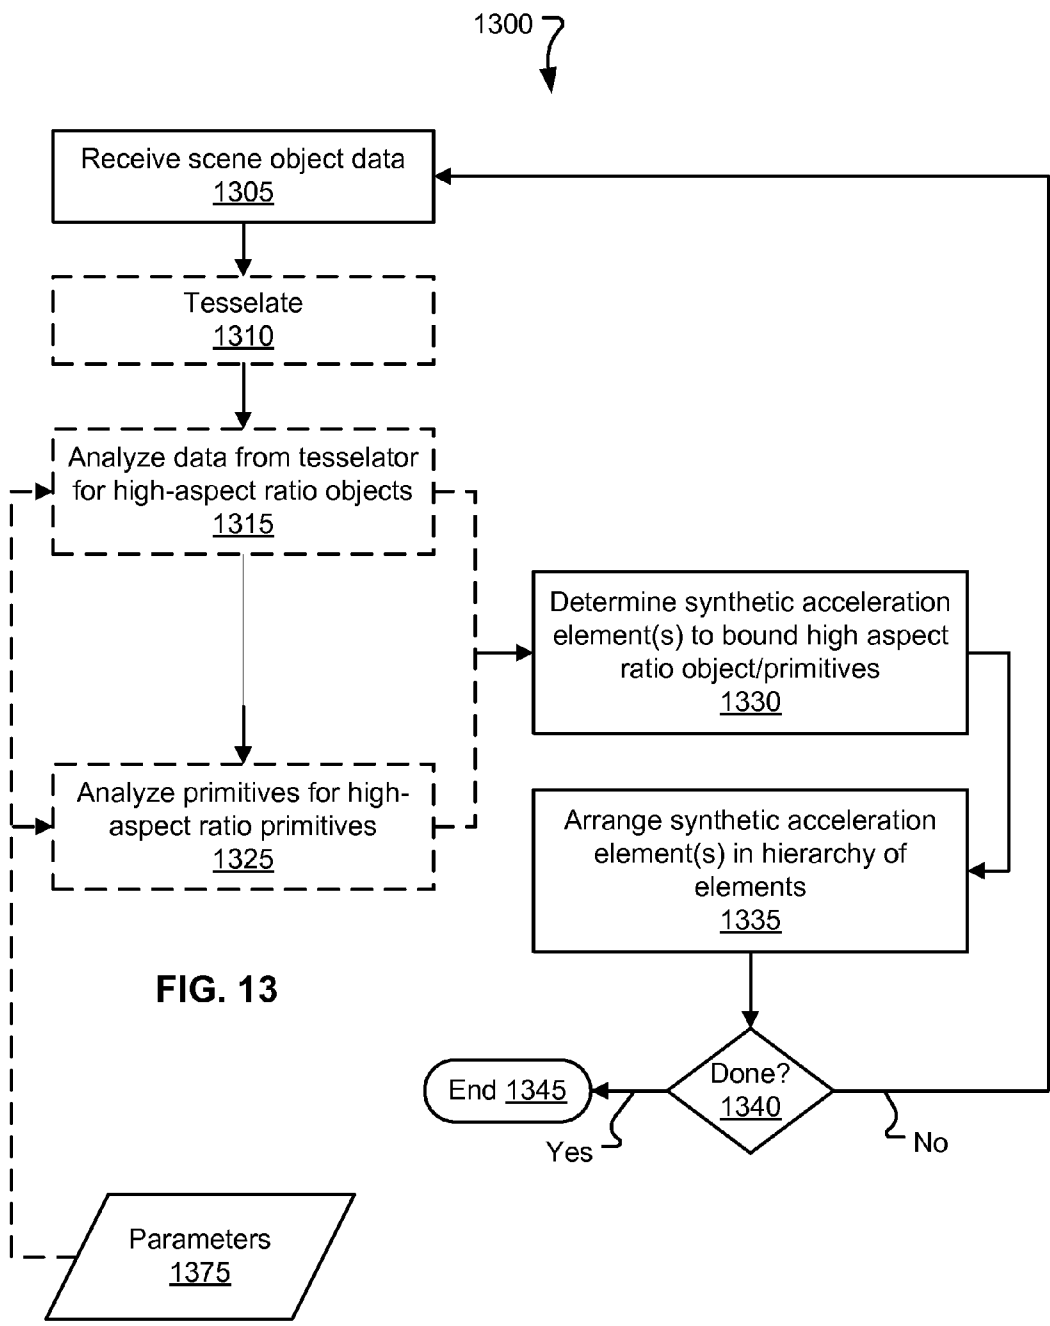 1300
Receive scene object data
1305
Tesselate
1310
Analyze data from tesselator
for high-aspect ratio objects
1315
Determine synthetic acceleration
element(s) to bound high aspect
ratio object/primitives
1330
Analyze primitives for high-
aspect ratio primitives
1325
Arrange synthetic acceleration
element(s) in hierarchy of
elements
1335
FIG. 13
Done?
1340
End 1345
Yes
No
Parameters
1375